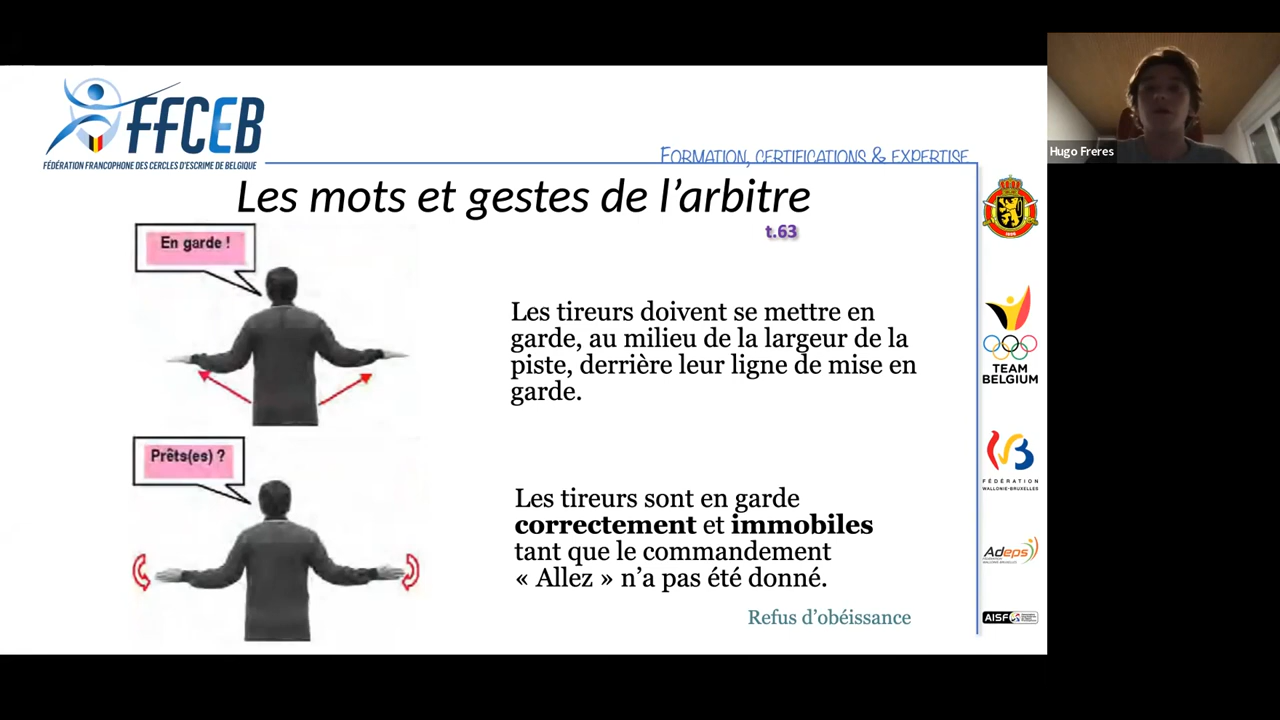 FFCEB
FÉDÉRATION FRANCOPHONE DES CERCLES D'ESCRIME DE BELGIQUE
FORMATION, CERTIFICATIONS & EXPERTISE
Hugo Freres
Les mots et gestes de l’arbitre
t.63
En garde !
Les tireurs doivent se mettre en
garde, au milieu de la largeur de la
piste, derrière leur ligne de mise en
garde.
TEAM
BELGIUM
Prêts(es) ?
Les tireurs sont en garde
correctement et immobiles
tant que le commandement
« Allez » n’a pas été donné.
Refus d’obéissance
FÉDÉRATION
WALLONIE-BRUXELLES
Adeps
AISF